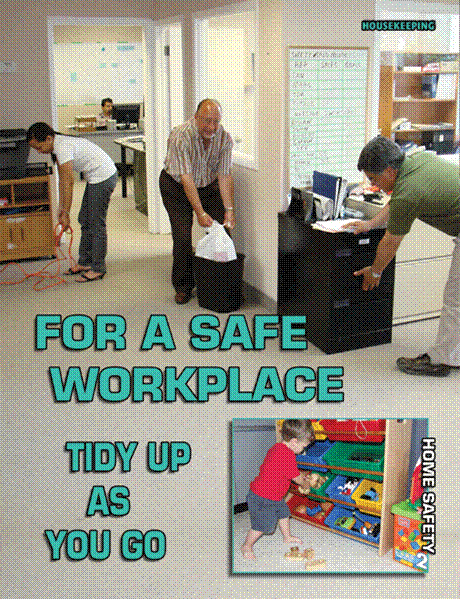 HOUSEKEEPING
FOR A SAFE
WORKPLACE
TIDY UP
AS
YOU GO
HOME SAFETY 2